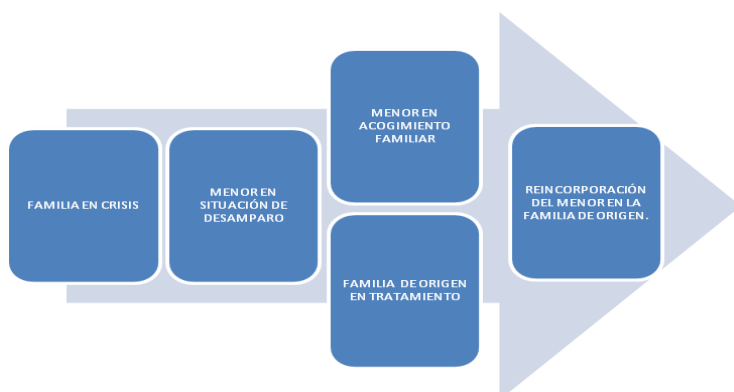 FAMILIA EN CRISIS
MENOR EN
SITUACIÓN DE
DESAMPARO
MENOR EN
ACOGIMIENTO
FAMILIAR
FAMILIA DE ORIGEN
EN TRATAMIENTO
REINCORPORACIÓN
DEL MENOR EN LA
FAMILIA DE ORIGEN.